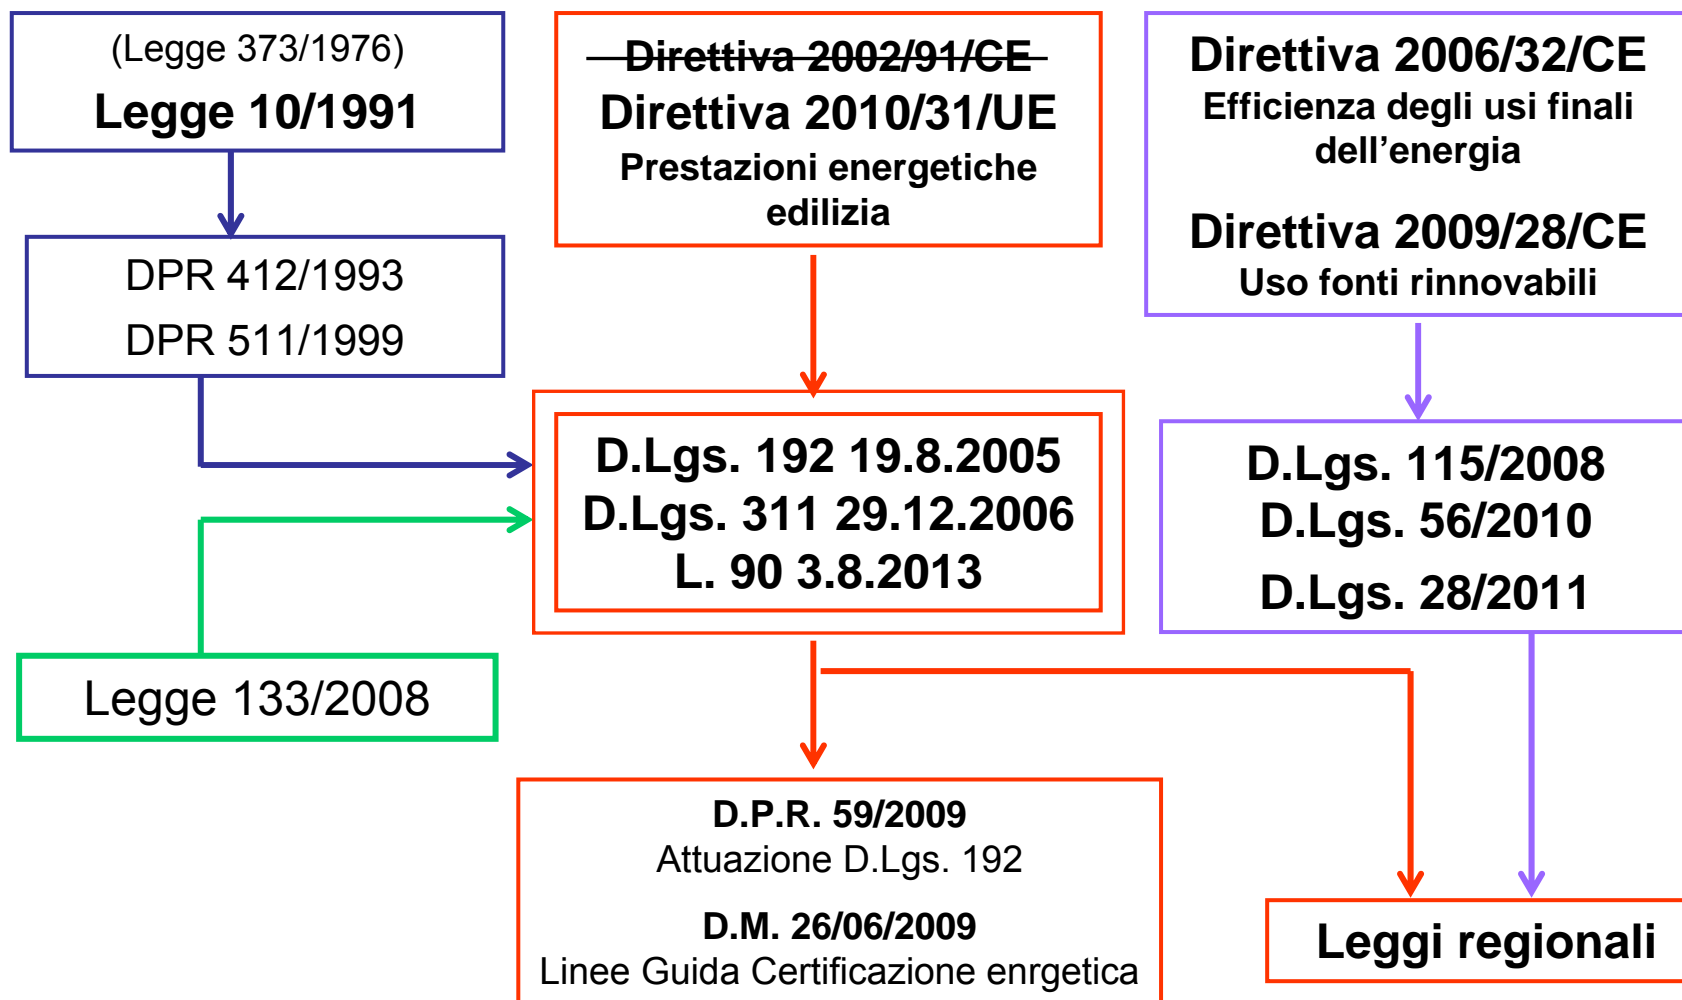 (Legge 373/1976)
Legge 10/1991
DPR 412/1993
DPR 511/1999
Legge 133/2008
Direttiva 2002/91/CE
Direttiva 2010/31/UE
Prestazioni energetiche
edilizia
D.Lgs. 192 19.8.2005
D.Lgs. 311 29.12.2006
L. 90 3.8.2013
D.P.R. 59/2009
Attuazione D.Lgs. 192
D.M. 26/06/2009
Linee Guida Certificazione enrgetica
Direttiva 2006/32/CE
Efficienza degli usi finali
dell’energia
Direttiva 2009/28/CE
Uso fonti rinnovabili
D.Lgs. 115/2008
D.Lgs. 56/2010
D.Lgs. 28/2011
Leggi regionali